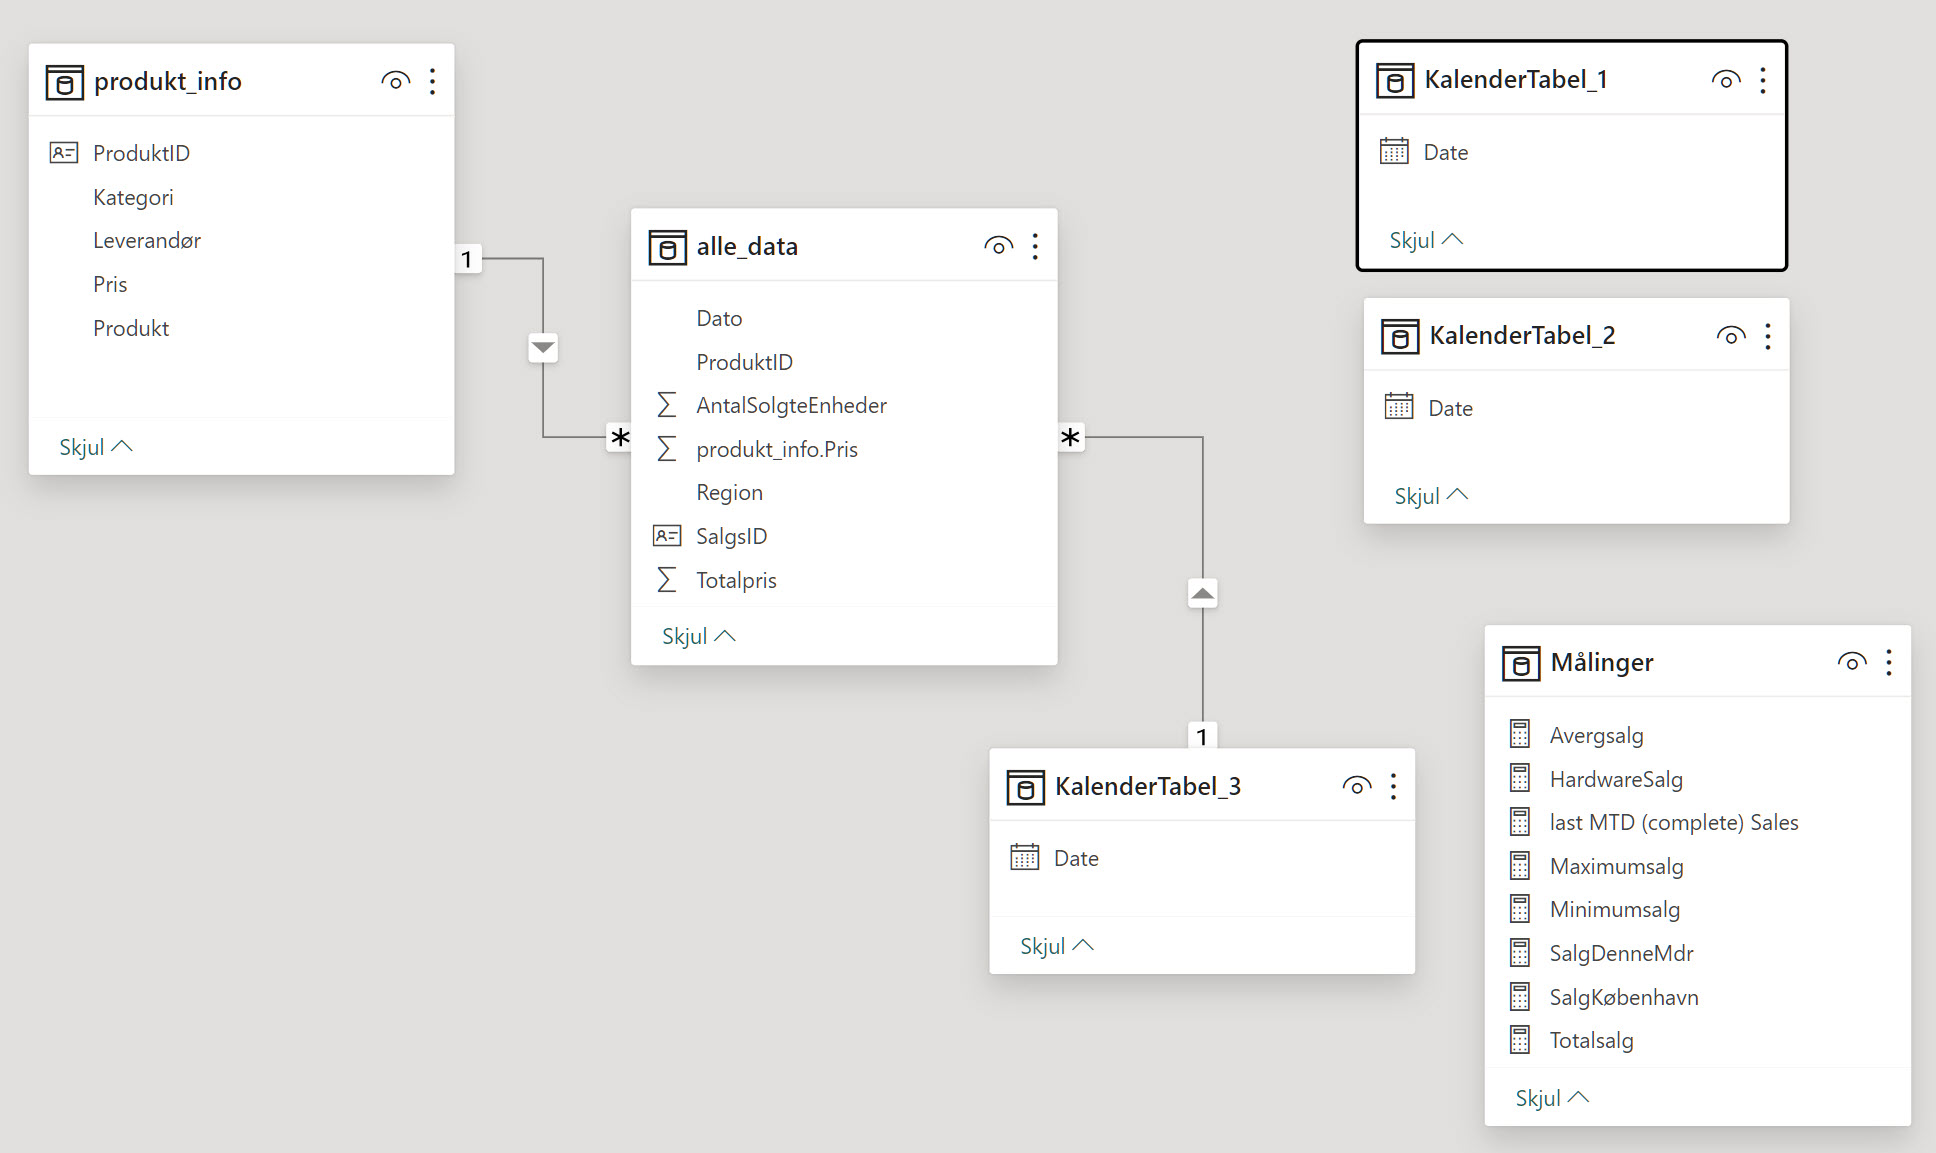 produkt_info
ProduktID
Kategori
Leverandør
Pris
Produkt
Skjul
1
*
alle_data
Dato
ProduktID
AntalSolgteEnheder
produkt_info.Pris
Region
SalgsID
Totalpris
Skjul
*
1
KalenderTabel_1
Date
Skjul
KalenderTabel_2
Date
Skjul
KalenderTabel_3
Date
Skjul
Målinger
Avergsalg
HardwareSalg
last MTD (complete) Sales
Maximumsalg
Minimumsalg
SalgDenneMdr
SalgKøbenhavn
Totalsalg
Skjul